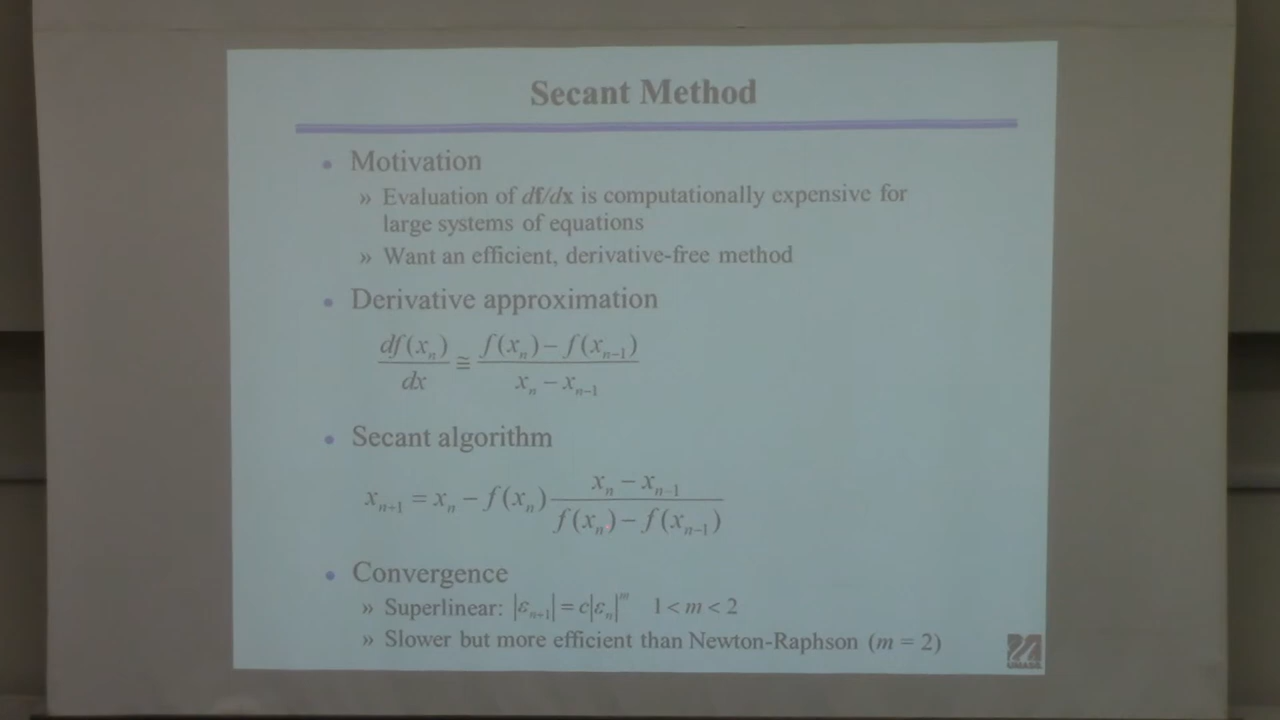 Secant Method
• Motivation
» Evaluation of df/dx is computationally expensive for
large systems of equations
» Want an efficient, derivative-free method
• Derivative approximation
df(xₙ)/dx ≅ (f(xₙ) − f(xₙ₋₁))/(xₙ − xₙ₋₁)
• Secant algorithm
xₙ₊₁ = xₙ − f(xₙ) (xₙ − xₙ₋₁)/(f(xₙ) − f(xₙ₋₁))
• Convergence
» Superlinear: |εₙ₊₁| = c|εₙ|ᵐ 1 < m < 2
» Slower but more efficient than Newton-Raphson (m = 2)
UMASS